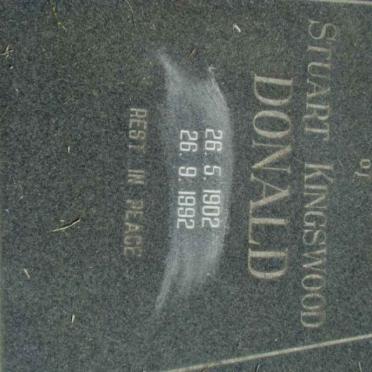 OF
STUART KINGSWOOD
DONALD
26. 5. 1902
26. 9. 1992
REST IN PEACE